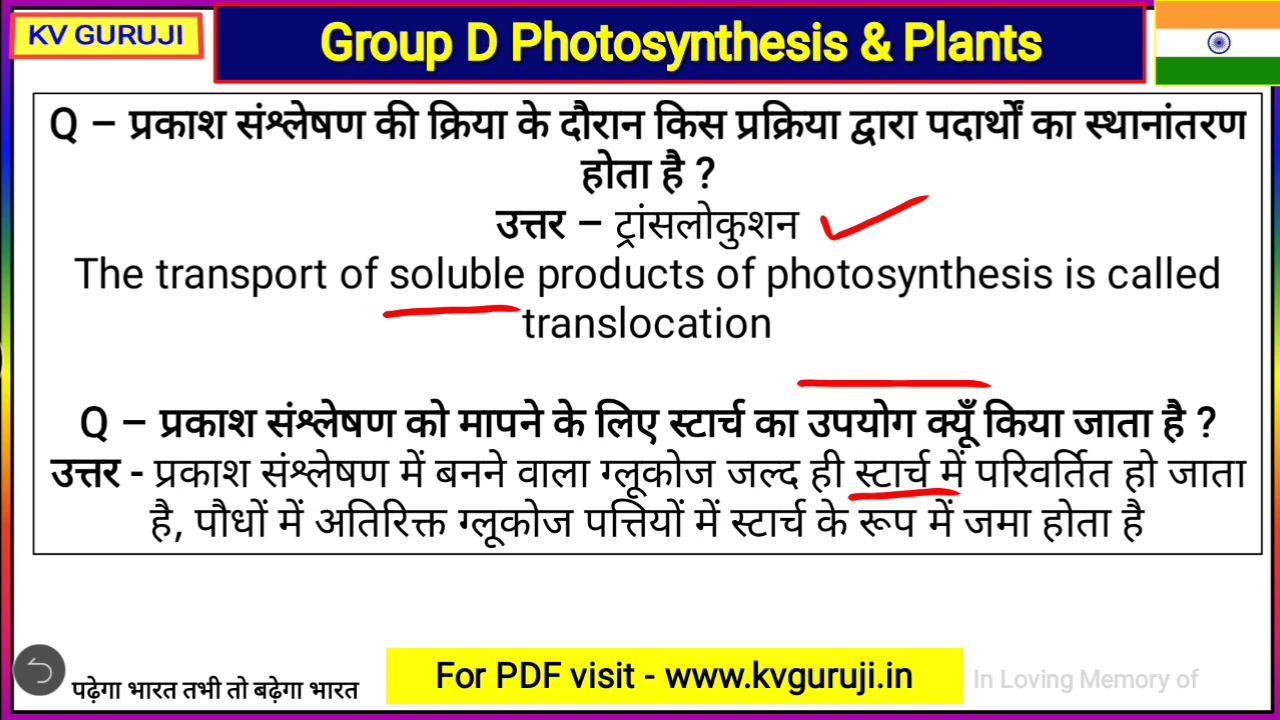 KV GURUJI
Group D Photosynthesis & Plants
Q – प्रकाश संश्लेषण की क्रिया के दौरान किस प्रक्रिया द्वारा पदार्थों का स्थानांतरण
होता है ?
उत्तर – ट्रांसलोकुशन
The transport of soluble products of photosynthesis is called
translocation
Q – प्रकाश संश्लेषण को मापने के लिए स्टार्च का उपयोग क्यूँ किया जाता है ?
उत्तर - प्रकाश संश्लेषण में बनने वाला ग्लूकोज जल्द ही स्टार्च में परिवर्तित हो जाता
है, पौधों में अतिरिक्त ग्लूकोज पत्तियों में स्टार्च के रूप में जमा होता है
पढ़ेगा भारत तभी तो बढ़ेगा भारत
For PDF visit - www.kvguruji.in
In Loving Memory of